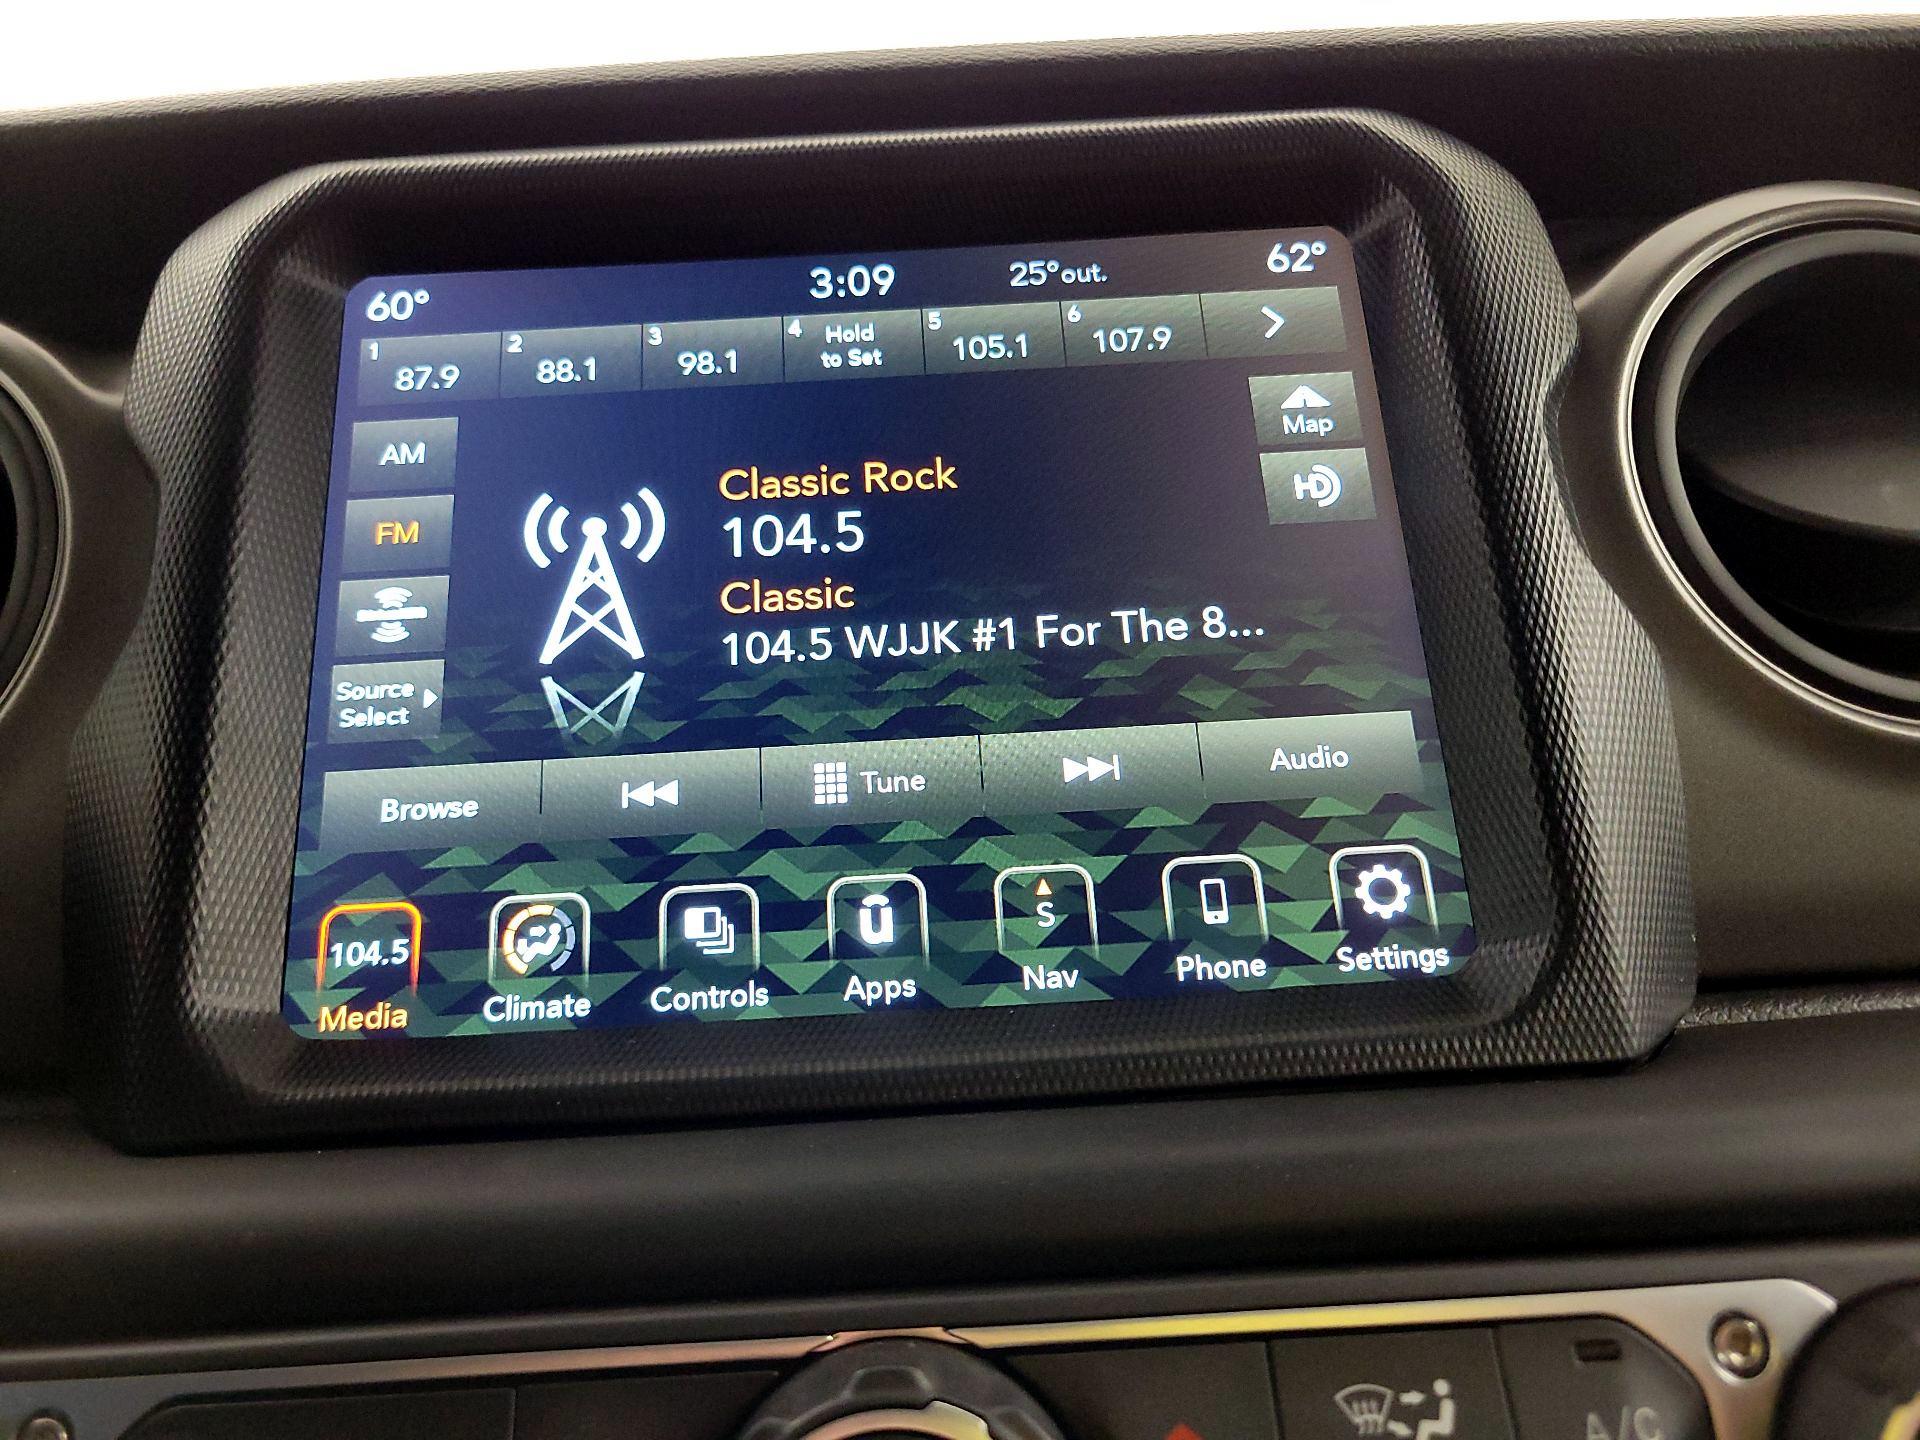 60° 3:09 25° out. 62°
1 87.9
2 88.1
3 98.1
4 Hold to Set
5 105.1
6 107.9
Map
AM
HD
Classic Rock
FM
104.5
Classic
104.5 WJJK #1 For The 8...
Source
Select
Browse
Tune
Audio
104.5
Media
Climate
Controls
u
Apps
S
Nav
Phone
Settings
A/C